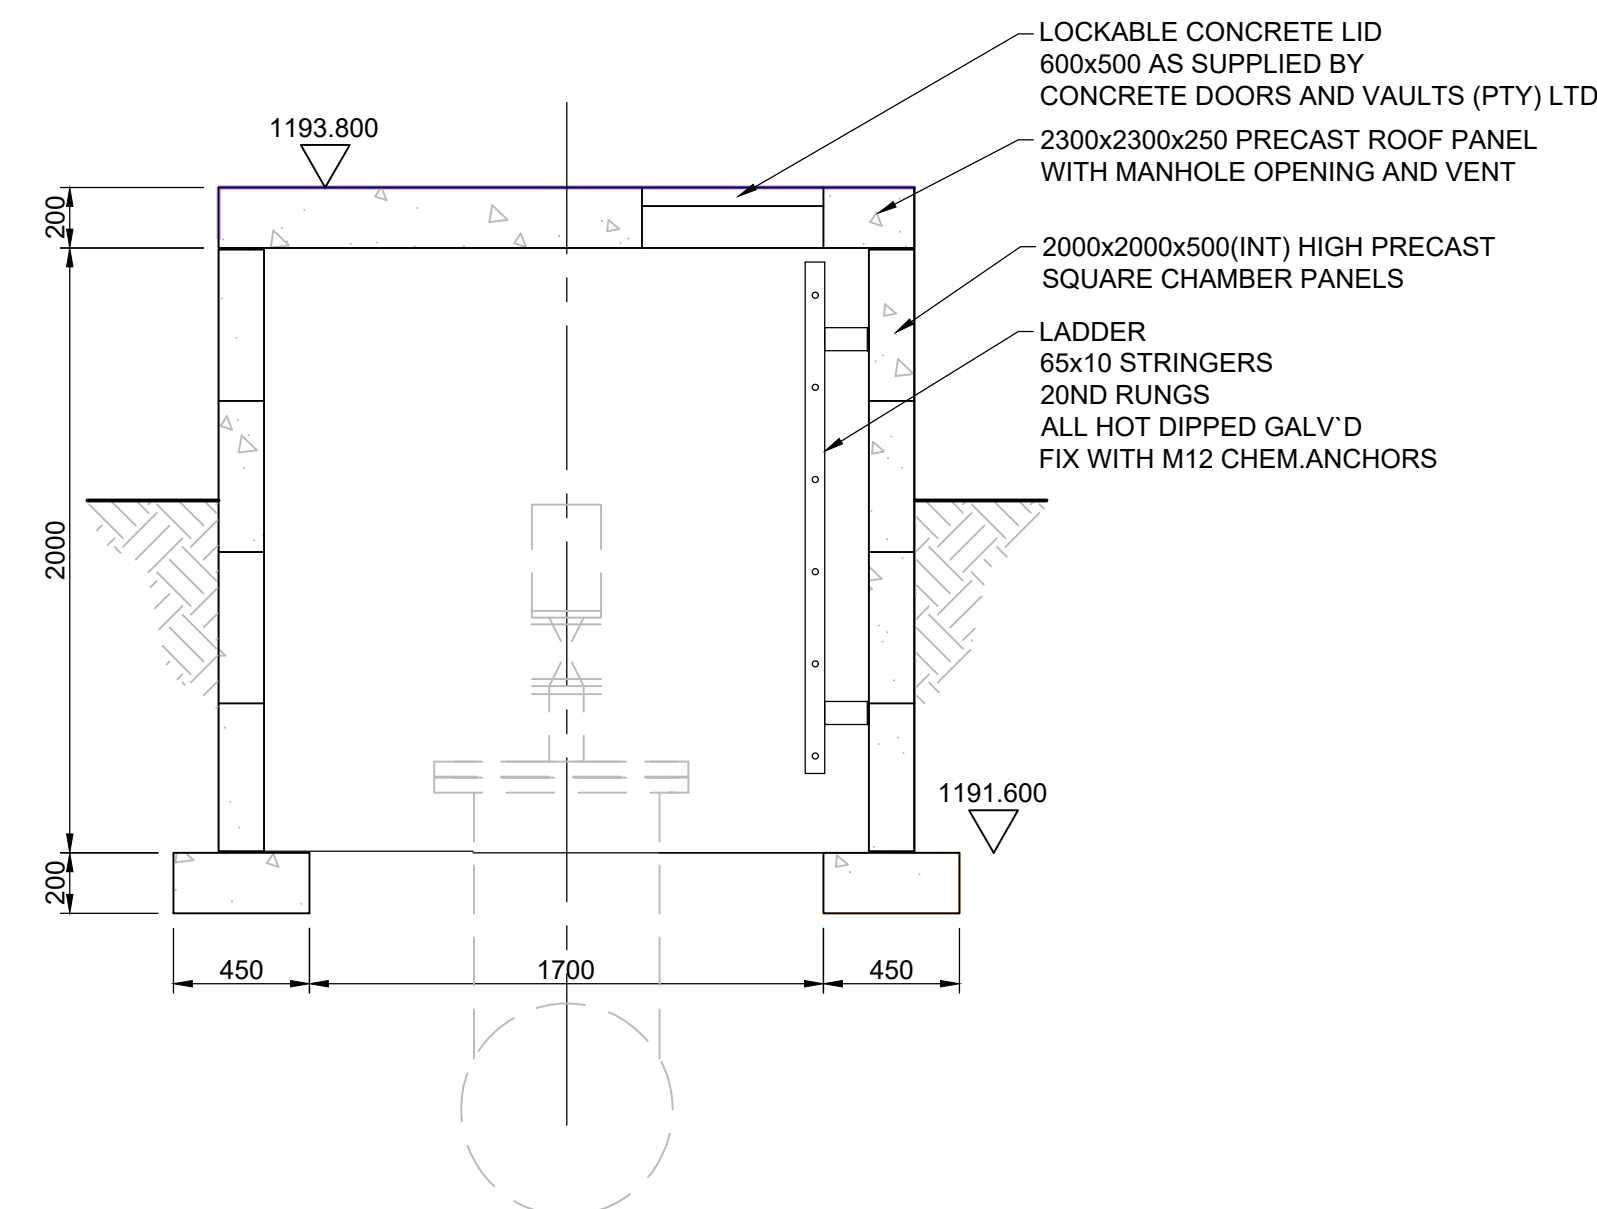 LOCKABLE CONCRETE LID
600x500 AS SUPPLIED BY
CONCRETE DOORS AND VAULTS (PTY) LTD
1193.800
2300x2300x250 PRECAST ROOF PANEL
WITH MANHOLE OPENING AND VENT
200
2000x2000x500(INT) HIGH PRECAST
SQUARE CHAMBER PANELS
LADDER
65x10 STRINGERS
20ND RUNGS
ALL HOT DIPPED GALV`D
FIX WITH M12 CHEM.ANCHORS
2000
1191.600
200
450
1700
450